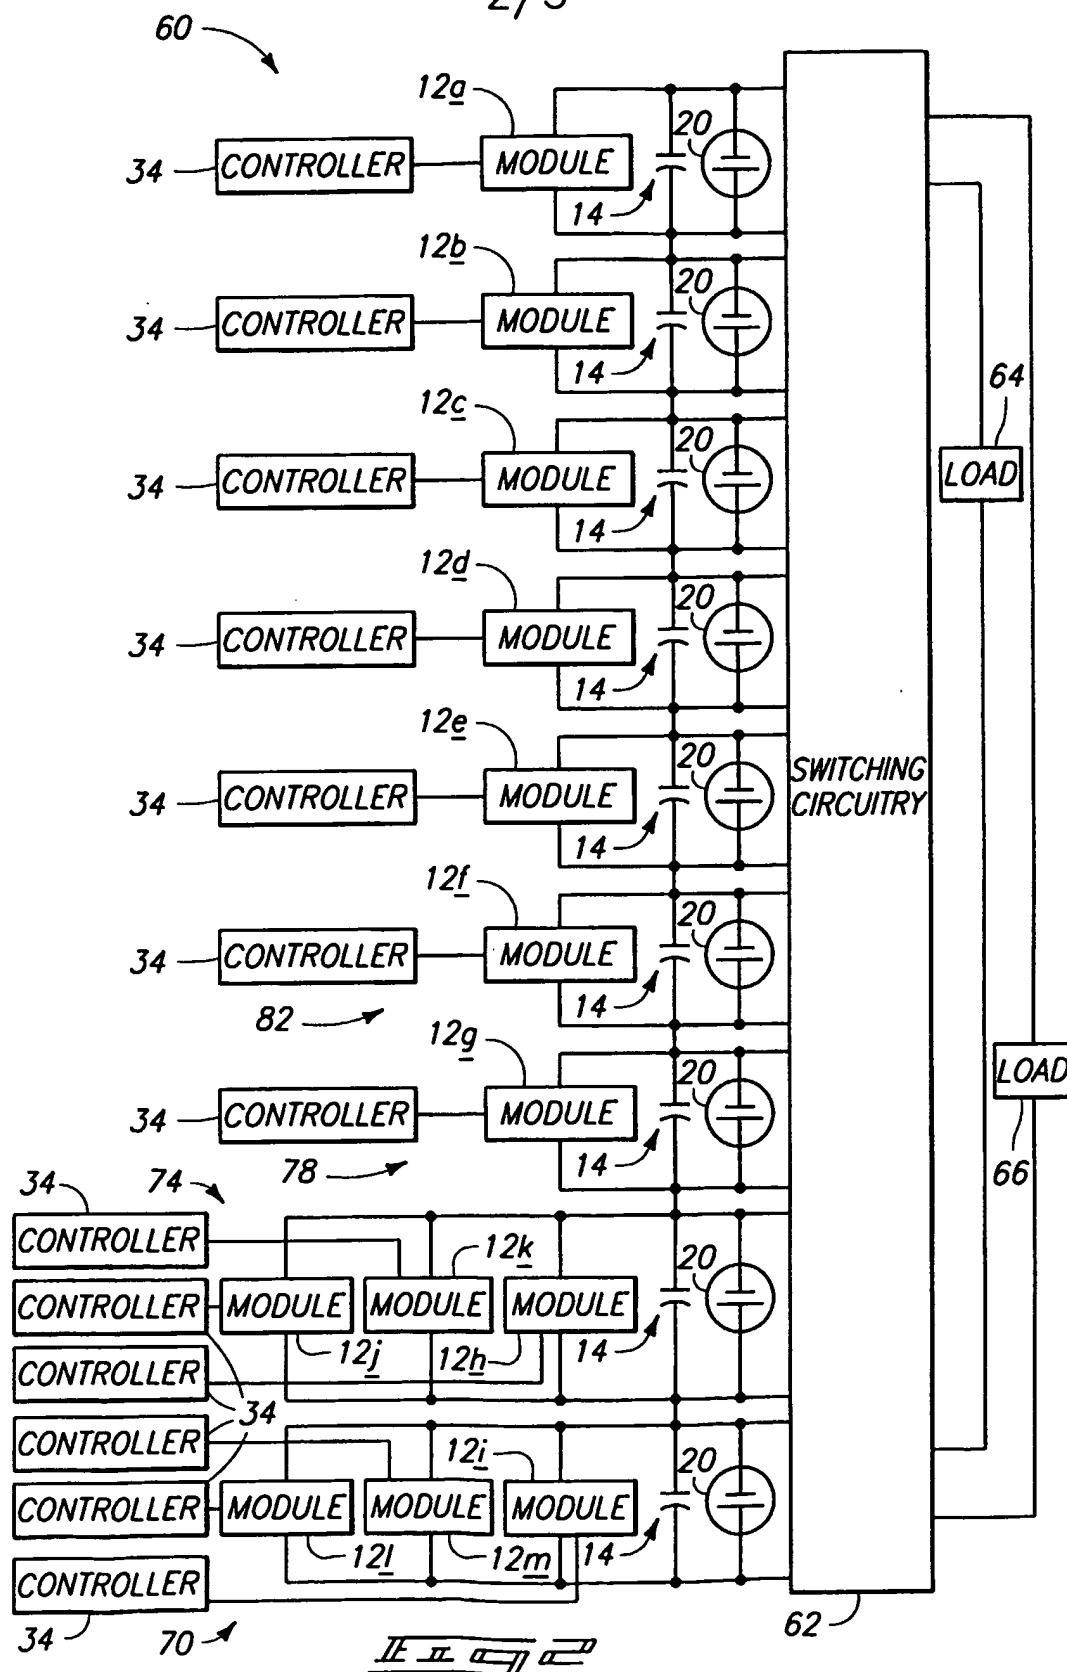 2/3
60
12a
34 CONTROLLER MODULE 14 20
12b
34 CONTROLLER MODULE 14 20
12c
34 CONTROLLER MODULE 14 20
64
LOAD
12d
34 CONTROLLER MODULE 14 20
12e
34 CONTROLLER MODULE 14 20
SWITCHING
CIRCUITRY
12f
34 CONTROLLER MODULE 14 20
82
12g
34 CONTROLLER MODULE 14 20
LOAD
66
78
74
34
CONTROLLER
12k
20
CONTROLLER MODULE MODULE MODULE
12j 12h 14
CONTROLLER
34
CONTROLLER
12i 20
CONTROLLER MODULE MODULE MODULE
12l 12m 14
CONTROLLER
34 70
62
FIG 2